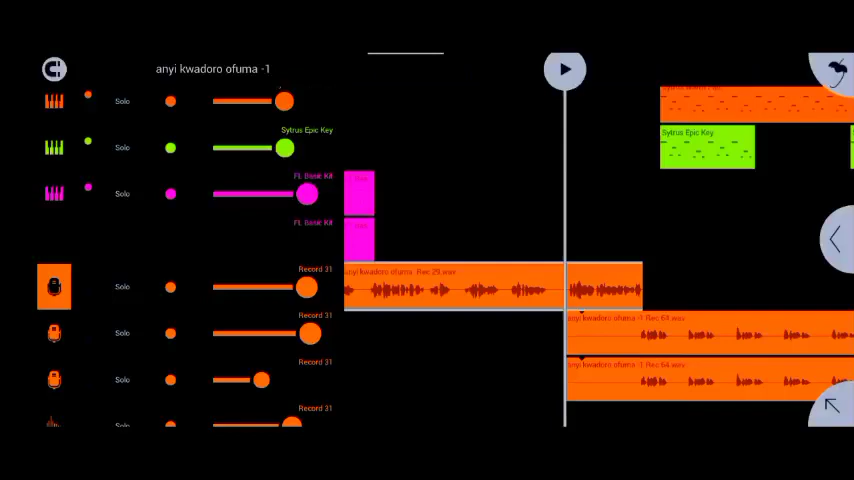 anyi kwadoro ofuma -1
Solo
Sytrus Epic Key
Solo
Sytrus Epic Key
FL Basic Kit
Solo
FL Basic Kit
Record 31
Solo
anyi kwadoro ofuma Rec 29.wav
Record 31
Solo
anyi kwadoro ofuma -1 Rec 64.wav
Record 31
Solo
anyi kwadoro ofuma -1 Rec 64.wav
Record 31
Solo